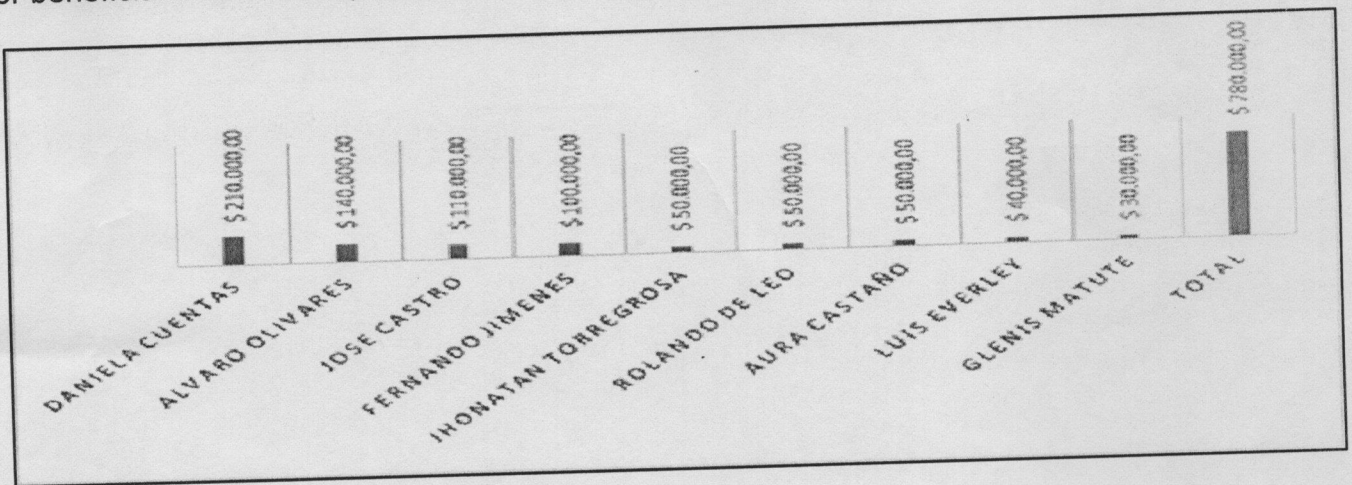 $ 210.000,00
$ 140.000,00
$ 110.000,00
$ 100.000,00
$ 50.000,00
$ 50.000,00
$ 50.000,00
$ 40.000,00
$ 30.000,00
$ 780.000,00
DANIELA CUENTAS
ALVARO OLIVARES
JOSE CASTRO
FERNANDO JIMENES
JHONATAN TORREGROSA
ROLANDO DE LEO
AURA CASTAÑO
LUIS EVERLEY
GLENIS MATUTE
TOTAL